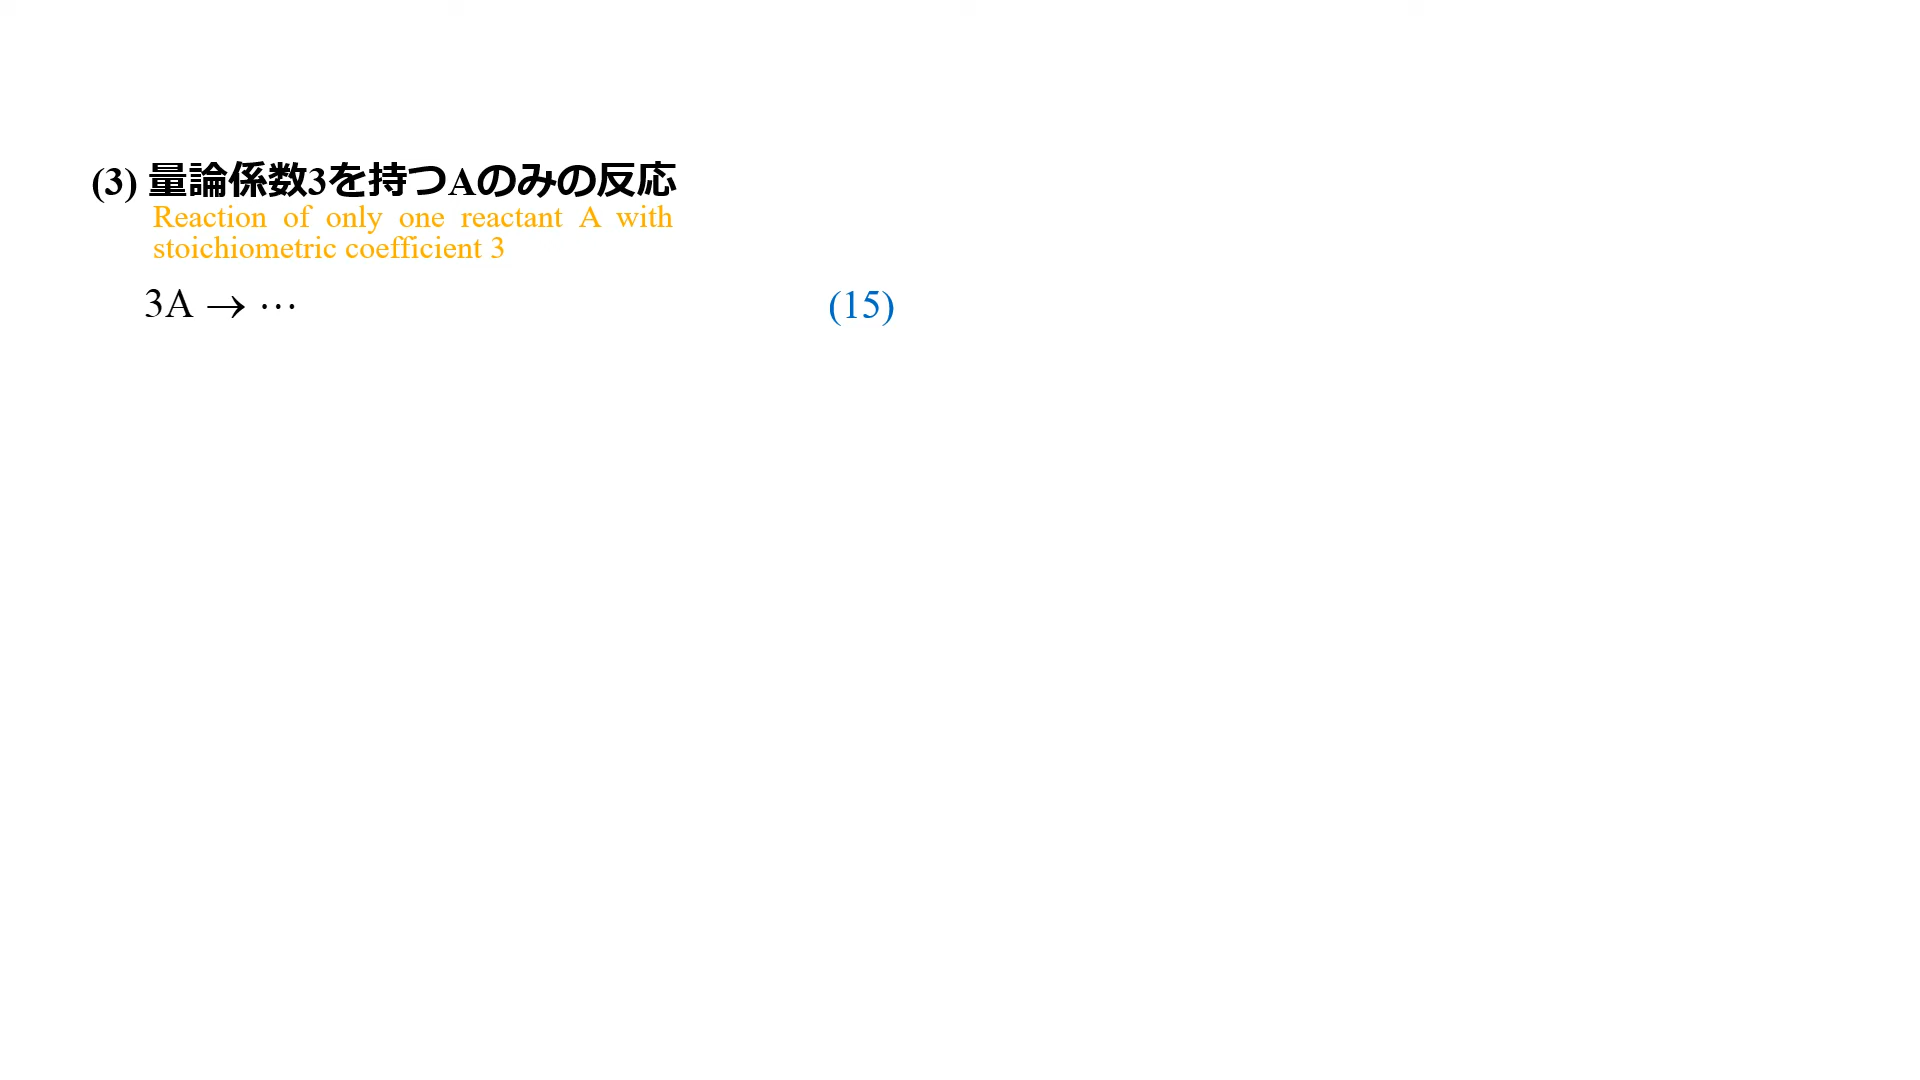 (3) 量論係数3を持つAのみの反応
Reaction of only one reactant A with
stoichiometric coefficient 3
3A → ⋯ (15)